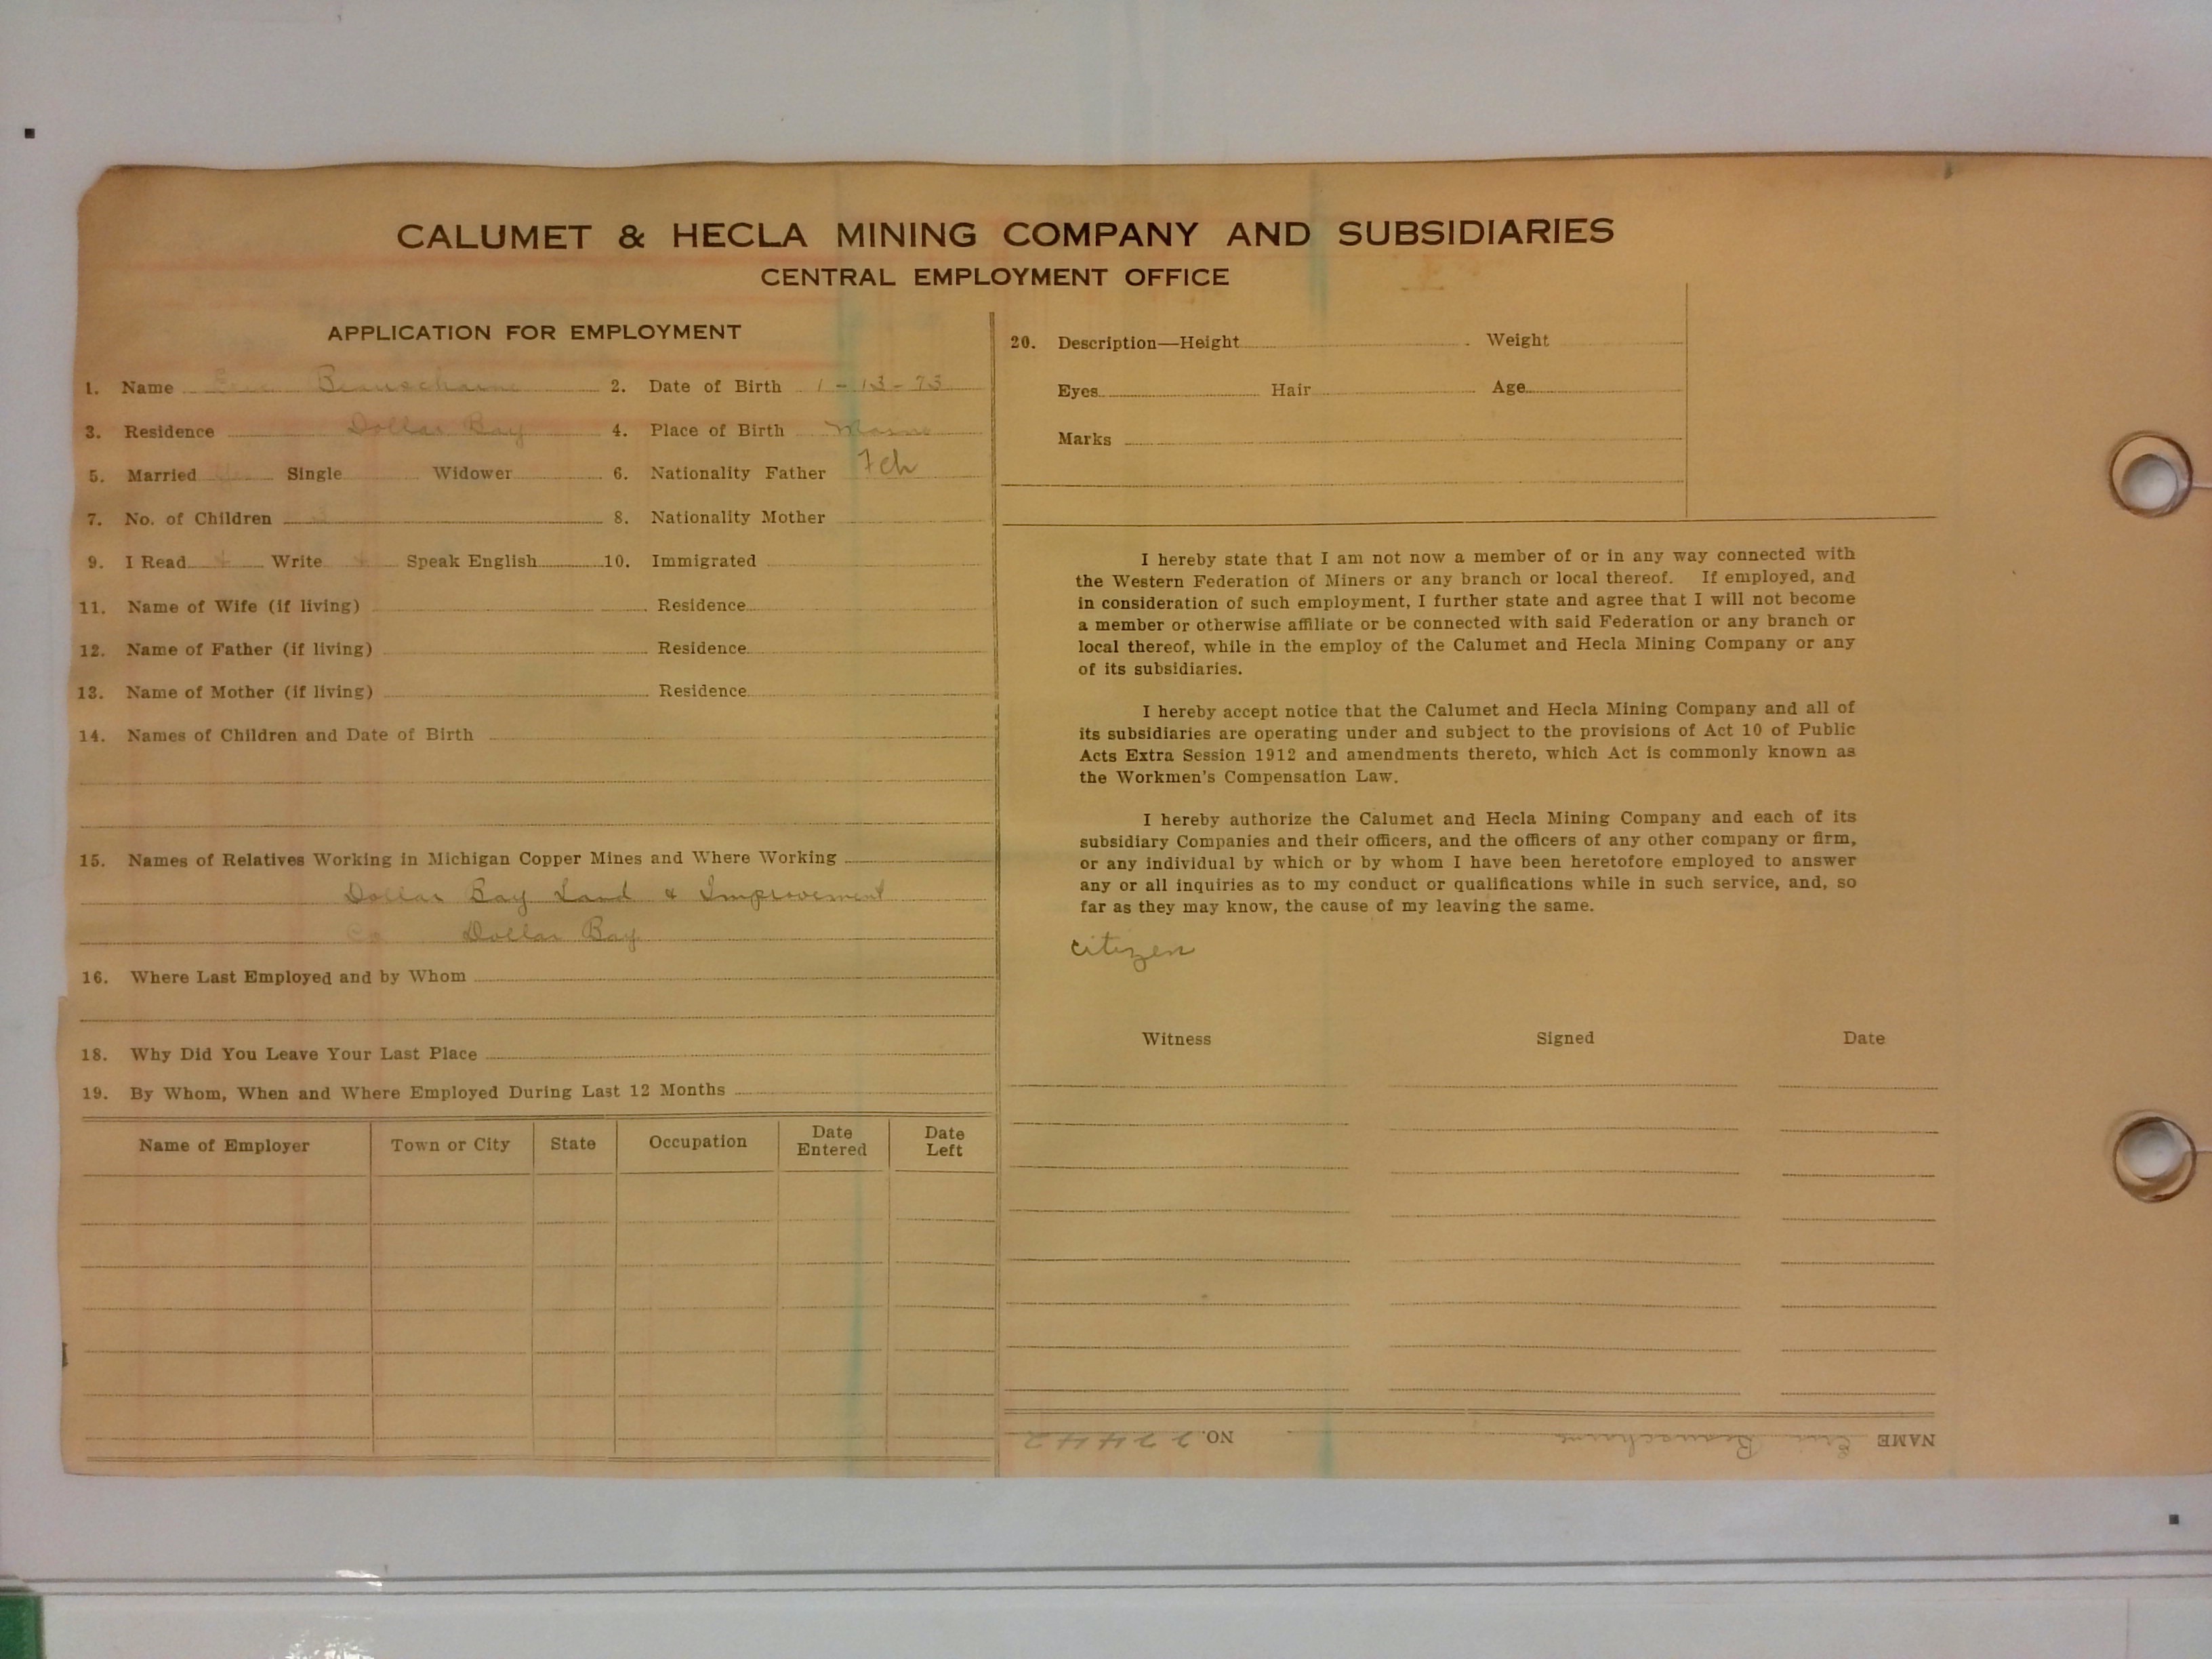 CALUMET & HECLA MINING COMPANY AND SUBSIDIARIES
CENTRAL EMPLOYMENT OFFICE
APPLICATION FOR EMPLOYMENT
1. Name Beauschaine 2. Date of Birth 1-13-73
3. Residence Dollar Bay 4. Place of Birth Maine
5. Married Yes Single Widower 6. Nationality Father Fch
7. No. of Children 8. Nationality Mother
9. I Read Write Speak English 10. Immigrated
11. Name of Wife (if living) Residence
12. Name of Father (if living) Residence
13. Name of Mother (if living) Residence
14. Names of Children and Date of Birth
15. Names of Relatives Working in Michigan Copper Mines and Where Working
Dollar Bay Land & Improvement
Co Dollar Bay
16. Where Last Employed and by Whom
18. Why Did You Leave Your Last Place
19. By Whom, When and Where Employed During Last 12 Months
Name of Employer Town or City State Occupation Date Entered Date Left
20. Description—Height Weight
Eyes Hair Age
Marks
I hereby state that I am not now a member of or in any way connected with
the Western Federation of Miners or any branch or local thereof. If employed, and
in consideration of such employment, I further state and agree that I will not become
a member or otherwise affiliate or be connected with said Federation or any branch or
local thereof, while in the employ of the Calumet and Hecla Mining Company or any
of its subsidiaries.
I hereby accept notice that the Calumet and Hecla Mining Company and all of
its subsidiaries are operating under and subject to the provisions of Act 10 of Public
Acts Extra Session 1912 and amendments thereto, which Act is commonly known as
the Workmen's Compensation Law.
I hereby authorize the Calumet and Hecla Mining Company and each of its
subsidiary Companies and their officers, and the officers of any other company or firm,
or any individual by which or by whom I have been heretofore employed to answer
any or all inquiries as to my conduct or qualifications while in such service, and, so
far as they may know, the cause of my leaving the same.
citizen
Witness Signed Date
NAME Beauschaine NO. 22442